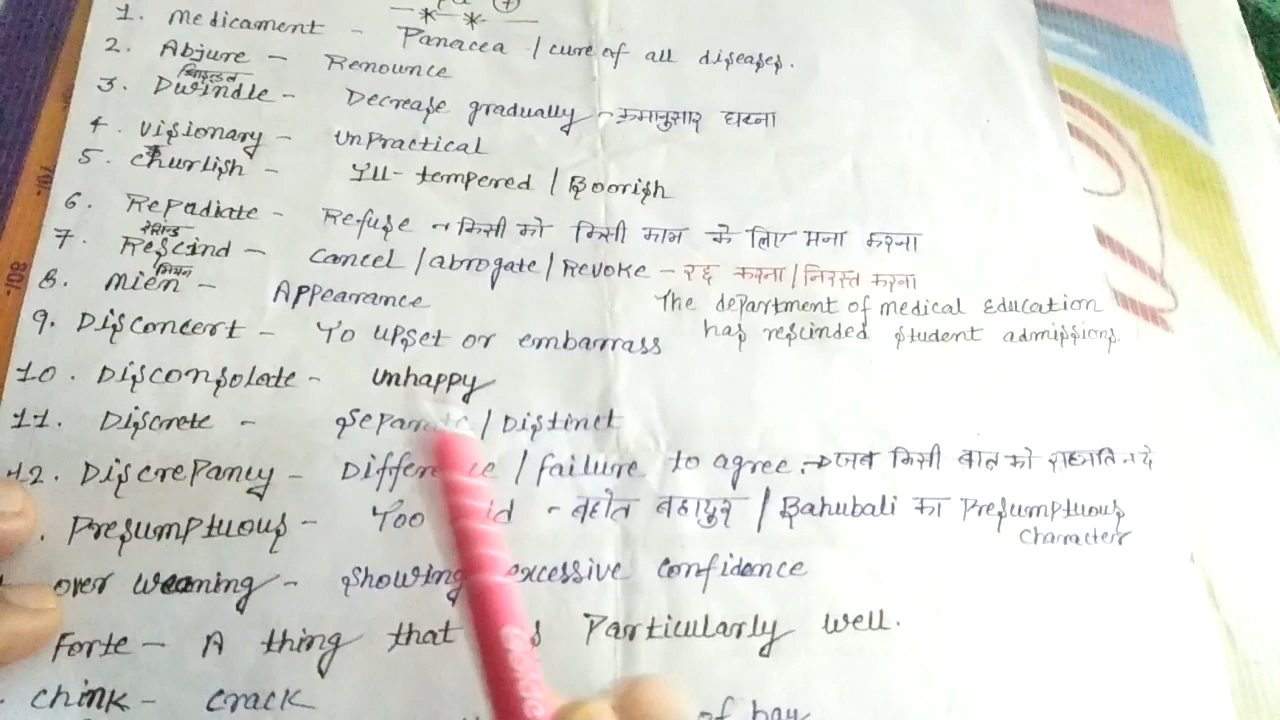 1. Medicament - Panacea / cure of all diseases.
2. Abjure - Renounce
3. Dwindle - Decrease gradually - क्रमानुसार घटना
4. visionary - unpractical
5. churlish - Ill-tempered / Boorish
6. Repudiate - Refuse - किसी को किसी काम के लिए मना करना
रेसिन्ड
7. Rescind - cancel / abrogate / Revoke - रद्द करना / निरस्त करना
मियन
8. Mien - Appearance
The department of medical Education
has rescinded student admissions.
9. Disconcert - To upset or embarrass
10. Disconsolate - unhappy
11. Discrete - Separate / Distinct
12. Discrepancy - Difference / failure to agree. जब किसी बात को सहमति न दे
. Presumptuous - Too - बहोत बहादुर / Bahubali का Presumptuous
character
over weaning - showing excessive confidence
Forte - A thing that Particularly well.
. chink - crack
of hay